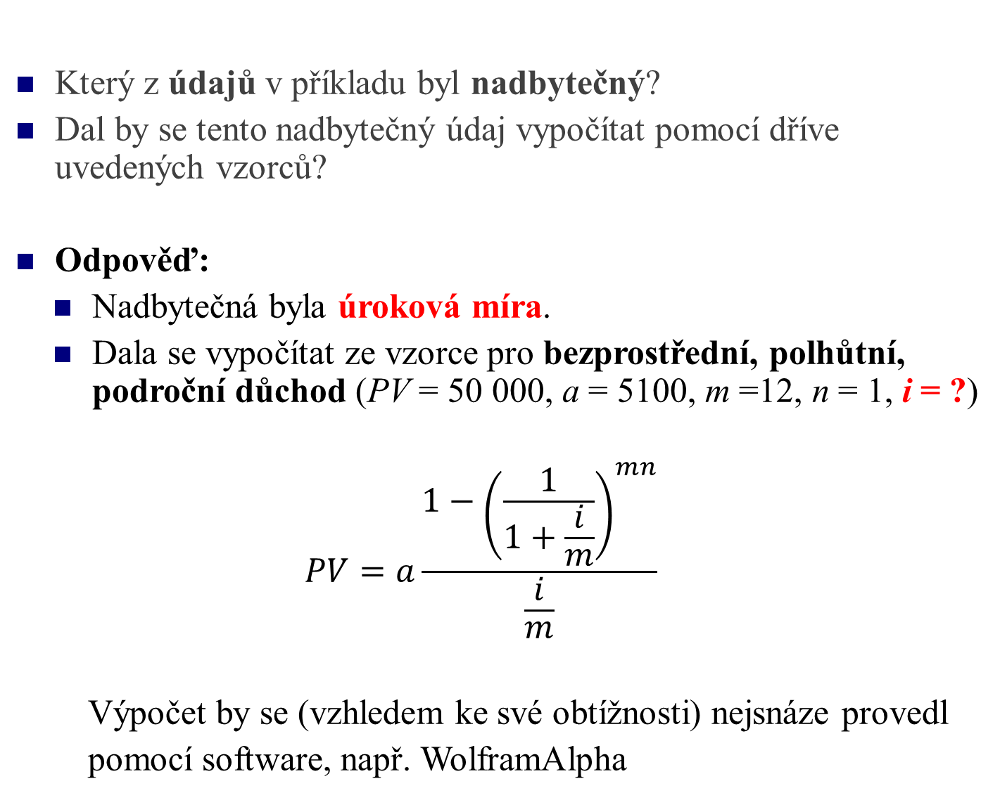 Který z údajů v příkladu byl nadbytečný?
Dal by se tento nadbytečný údaj vypočítat pomocí dříve
uvedených vzorců?
Odpověď:
Nadbytečná byla úroková míra.
Dala se vypočítat ze vzorce pro bezprostřední, polhůtní,
područní důchod (PV = 50 000, a = 5100, m =12, n = 1, i = ?)
PV = a \frac{1 - \left(\frac{1}{1 + \frac{i}{m}}\right)^{mn}}{\frac{i}{m}}
Výpočet by se (vzhledem ke své obtížnosti) nejsnáze provedl
pomocí software, např. WolframAlpha